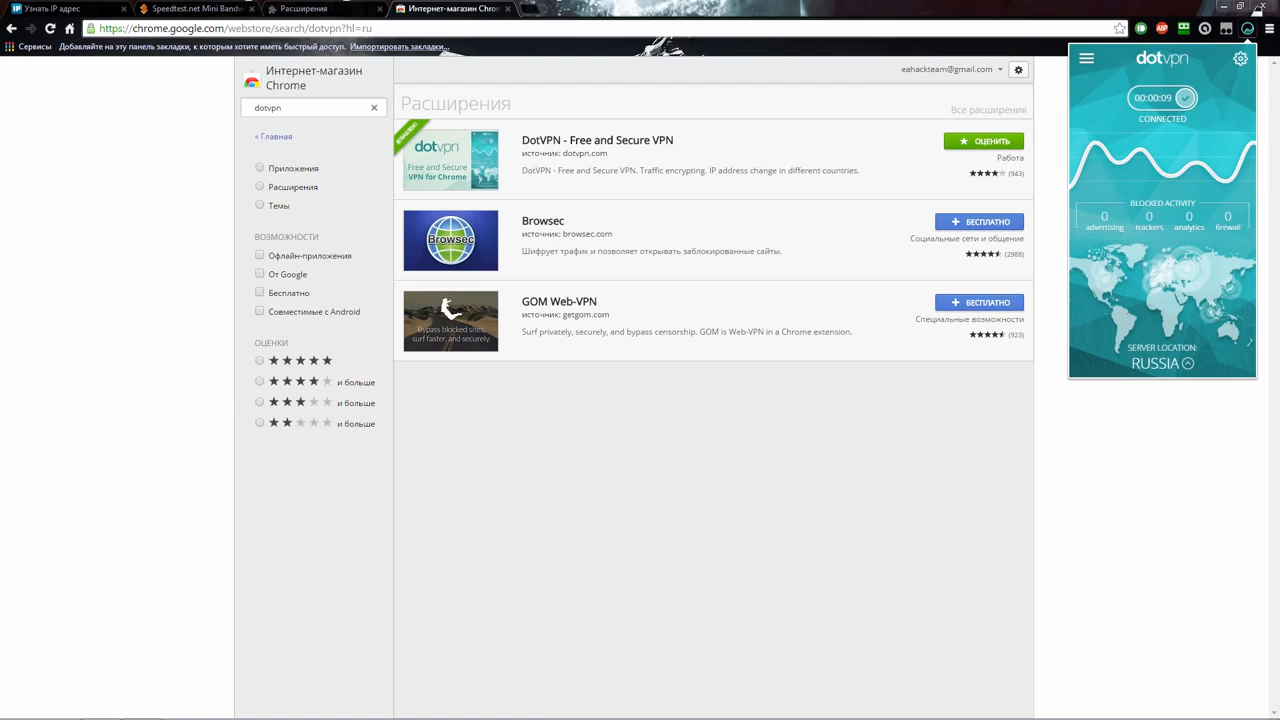 Узнать IP адрес
Speedtest.net Mini Bandw
Расширения
Интернет-магазин Chrom
https://chrome.google.com/webstore/search/dotvpn?hl=ru
Сервисы
Добавляйте на эту панель закладки, к которым хотите иметь быстрый доступ. Импортировать закладки...
Интернет-магазин
Chrome
dotvpn
« Главная
Приложения
Расширения
Темы
ВОЗМОЖНОСТИ
Офлайн-приложения
От Google
Бесплатно
Совместимые с Android
ОЦЕНКИ
и больше
и больше
и больше
eahackteam@gmail.com
Расширения
Все расширения
ДОБАВЛЕНО
dotvpn
Free and Secure
VPN for Chrome
DotVPN - Free and Secure VPN
источник: dotvpn.com
DotVPN - Free and Secure VPN. Traffic encrypting. IP address change in different countries.
ОЦЕНИТЬ
Работа
(943)
Browsec
Browsec
источник: browsec.com
Шифрует трафик и позволяет открывать заблокированные сайты.
БЕСПЛАТНО
Социальные сети и общение
(2988)
Bypass blocked sites,
surf faster, and securely.
GOM Web-VPN
источник: getgom.com
Surf privately, securely, and bypass censorship. GOM is Web-VPN in a Chrome extension.
БЕСПЛАТНО
Специальные возможности
(923)
dotvpn
00:00:09
CONNECTED
BLOCKED ACTIVITY
0 0 0 0
advertising trackers analytics firewall
SERVER LOCATION:
RUSSIA